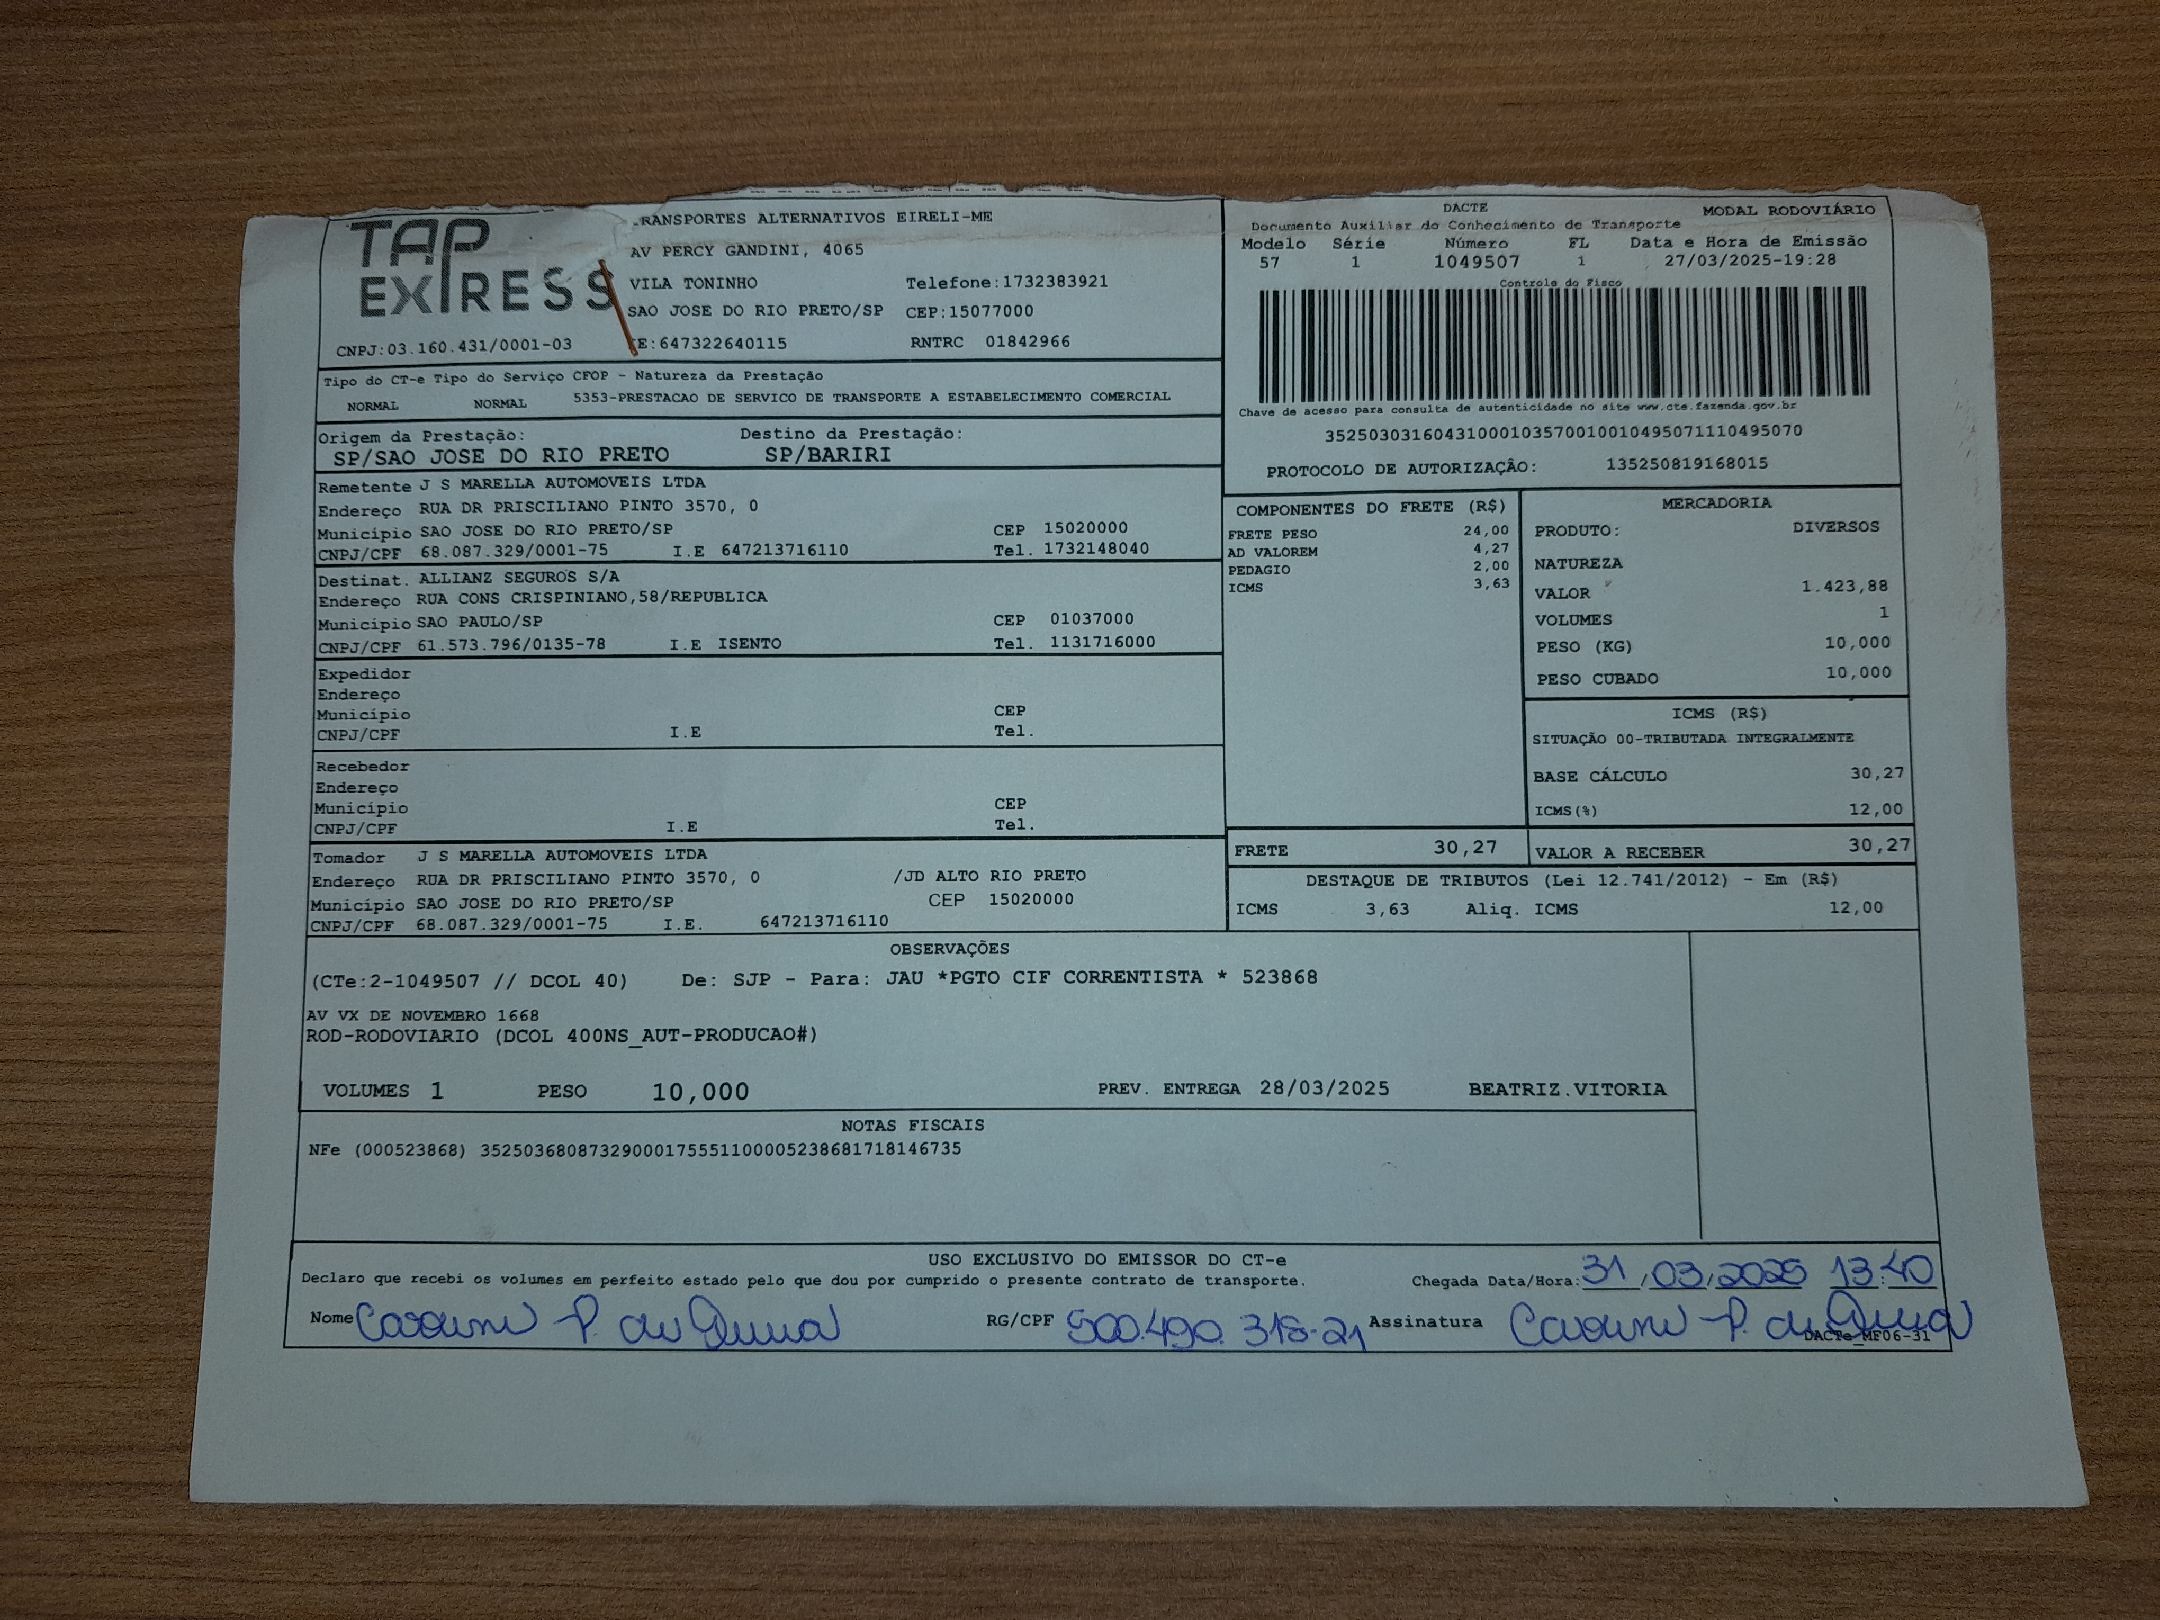 TAP
EXPRESS
TRANSPORTES ALTERNATIVOS EIRELI-ME
AV PERCY GANDINI, 4065
VILA TONINHO Telefone:1732383921
SAO JOSE DO RIO PRETO/SP CEP:15077000
CNPJ:03.160.431/0001-03 IE:647322640115 RNTRC 01842966
DACTE MODAL RODOVIÁRIO
Documento Auxiliar do Conhecimento de Transporte
Modelo Série Número FL Data e Hora de Emissão
57 1 1049507 1 27/03/2025-19:28
Controle do Fisco
Chave de acesso para consulta de autenticidade no site www.cte.fazenda.gov.br
35250303160431000103570010010495071110495070
PROTOCOLO DE AUTORIZAÇÃO: 135250819168015
Tipo do CT-e Tipo do Serviço CFOP - Natureza da Prestação
NORMAL NORMAL 5353-PRESTACAO DE SERVICO DE TRANSPORTE A ESTABELECIMENTO COMERCIAL
Origem da Prestação: Destino da Prestação:
SP/SAO JOSE DO RIO PRETO SP/BARIRI
Remetente J S MARELLA AUTOMOVEIS LTDA
Endereço RUA DR PRISCILIANO PINTO 3570, 0
Município SAO JOSE DO RIO PRETO/SP CEP 15020000
CNPJ/CPF 68.087.329/0001-75 I.E 647213716110 Tel. 1732148040
Destinat. ALLIANZ SEGUROS S/A
Endereço RUA CONS CRISPINIANO,58/REPUBLICA
Município SAO PAULO/SP CEP 01037000
CNPJ/CPF 61.573.796/0135-78 I.E ISENTO Tel. 1131716000
Expedidor
Endereço
Município CEP
CNPJ/CPF I.E Tel.
Recebedor
Endereço
Município CEP
CNPJ/CPF I.E Tel.
Tomador J S MARELLA AUTOMOVEIS LTDA
Endereço RUA DR PRISCILIANO PINTO 3570, 0 /JD ALTO RIO PRETO
Município SAO JOSE DO RIO PRETO/SP CEP 15020000
CNPJ/CPF 68.087.329/0001-75 I.E. 647213716110
COMPONENTES DO FRETE (R$)
FRETE PESO 24,00
AD VALOREM 4,27
PEDAGIO 2,00
ICMS 3,63
MERCADORIA
PRODUTO: DIVERSOS
NATUREZA
VALOR 1.423,88
VOLUMES 1
PESO (KG) 10,000
PESO CUBADO 10,000
ICMS (R$)
SITUAÇÃO 00-TRIBUTADA INTEGRALMENTE
BASE CÁLCULO 30,27
ICMS(%) 12,00
FRETE 30,27 VALOR A RECEBER 30,27
DESTAQUE DE TRIBUTOS (Lei 12.741/2012) - Em (R$)
ICMS 3,63 Aliq. ICMS 12,00
OBSERVAÇÕES
(CTe:2-1049507 // DCOL 40) De: SJP - Para: JAU *PGTO CIF CORRENTISTA * 523868
AV VX DE NOVEMBRO 1668
ROD-RODOVIARIO (DCOL 400NS_AUT-PRODUCAO#)
VOLUMES 1 PESO 10,000 PREV. ENTREGA 28/03/2025 BEATRIZ.VITORIA
NOTAS FISCAIS
NFe (000523868) 35250368087329000175551100005238681718146735
USO EXCLUSIVO DO EMISSOR DO CT-e
Declaro que recebi os volumes em perfeito estado pelo que dou por cumprido o presente contrato de transporte. Chegada Data/Hora: 31/03/2025 13:40
Nome RG/CPF 500.490.318-21 Assinatura
DACTe_MF06-31